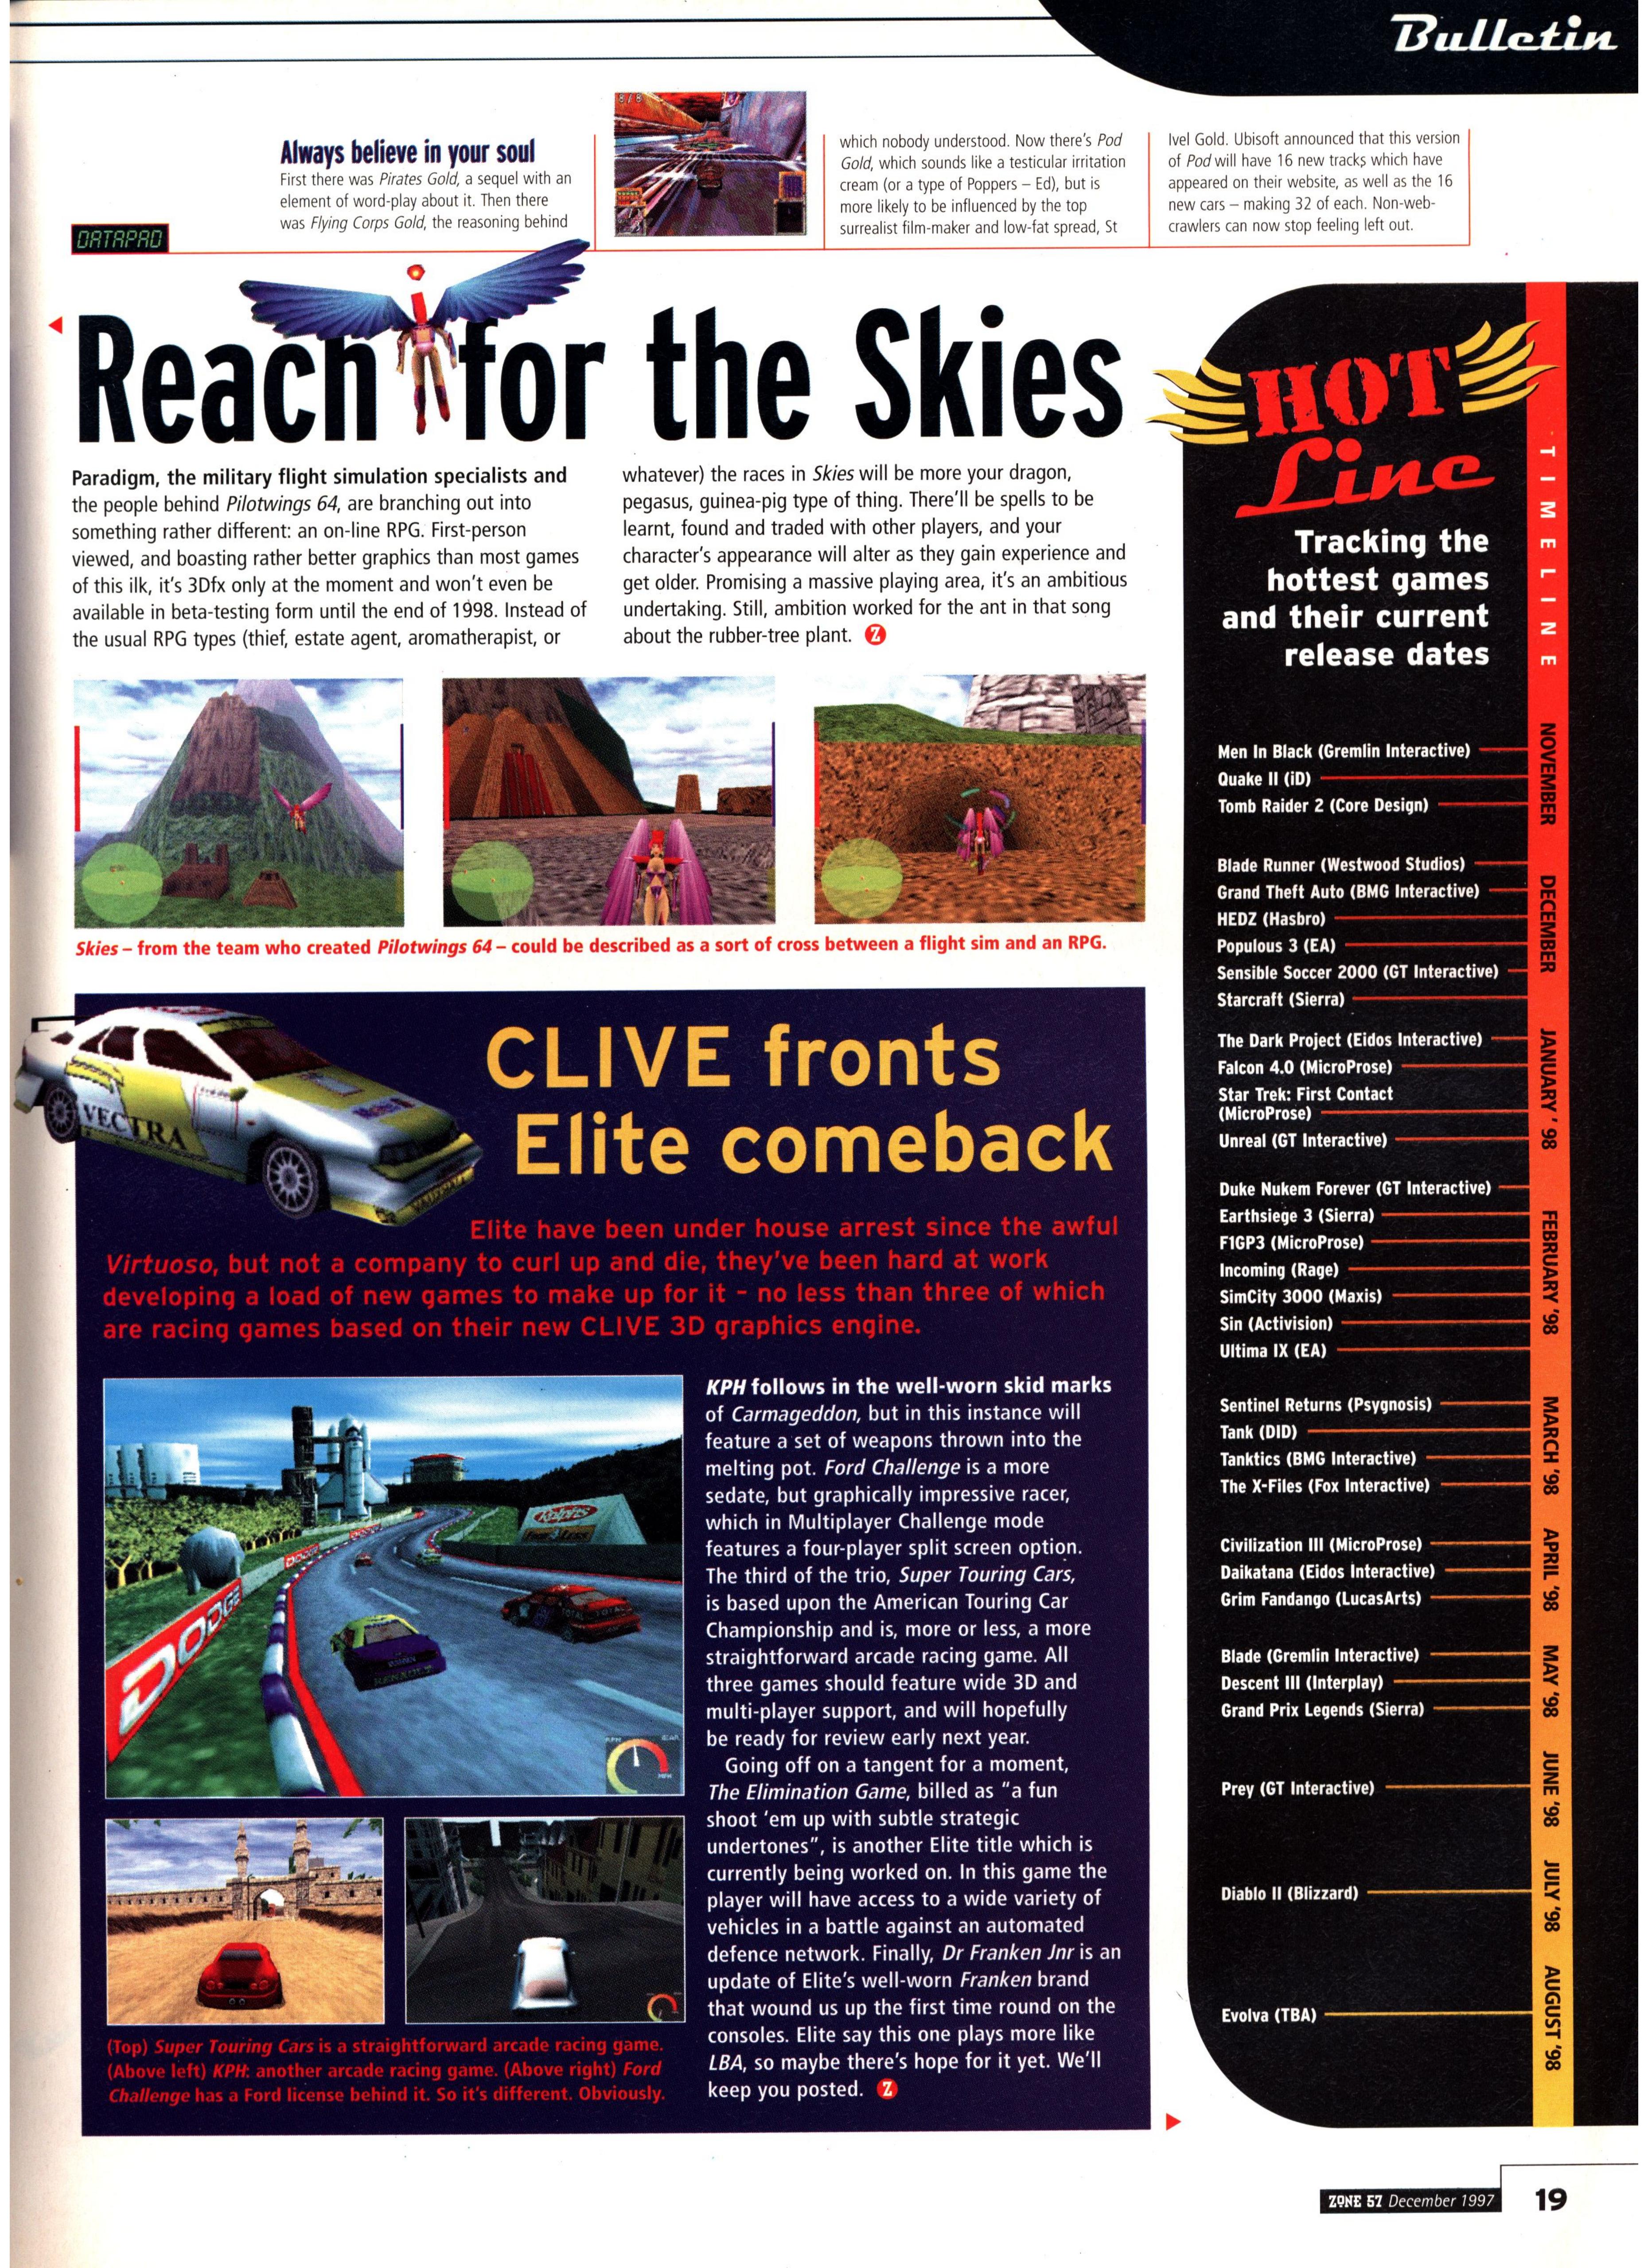 Bulletin
Always believe in your soul
First there was Pirates Gold, a sequel with an
element of word-play about it. Then there
was Flying Corps Gold, the reasoning behind
which nobody understood. Now there's Pod
Gold, which sounds like a testicular irritation
cream (or a type of Poppers – Ed), but is
more likely to be influenced by the top
surrealist film-maker and low-fat spread, St
Ivel Gold. Ubisoft announced that this version
of Pod will have 16 new tracks which have
appeared on their website, as well as the 16
new cars – making 32 of each. Non-web-
crawlers can now stop feeling left out.
DATAPAD
8/8
Reach for the Skies
Paradigm, the military flight simulation specialists and
the people behind Pilotwings 64, are branching out into
something rather different: an on-line RPG. First-person
viewed, and boasting rather better graphics than most games
of this ilk, it's 3Dfx only at the moment and won't even be
available in beta-testing form until the end of 1998. Instead of
the usual RPG types (thief, estate agent, aromatherapist, or
whatever) the races in Skies will be more your dragon,
pegasus, guinea-pig type of thing. There'll be spells to be
learnt, found and traded with other players, and your
character's appearance will alter as they gain experience and
get older. Promising a massive playing area, it's an ambitious
undertaking. Still, ambition worked for the ant in that song
about the rubber-tree plant. Z
Skies – from the team who created Pilotwings 64 – could be described as a sort of cross between a flight sim and an RPG.
VECTRA
CLIVE fronts
Elite comeback
Elite have been under house arrest since the awful
Virtuoso, but not a company to curl up and die, they've been hard at work
developing a load of new games to make up for it - no less than three of which
are racing games based on their new CLIVE 3D graphics engine.
DODGE
Ralphs
Food 4 Less
TOTAL
RENAULT
MPH
KPH follows in the well-worn skid marks
of Carmageddon, but in this instance will
feature a set of weapons thrown into the
melting pot. Ford Challenge is a more
sedate, but graphically impressive racer,
which in Multiplayer Challenge mode
features a four-player split screen option.
The third of the trio, Super Touring Cars,
is based upon the American Touring Car
Championship and is, more or less, a more
straightforward arcade racing game. All
three games should feature wide 3D and
multi-player support, and will hopefully
be ready for review early next year.
Going off on a tangent for a moment,
The Elimination Game, billed as "a fun
shoot 'em up with subtle strategic
undertones", is another Elite title which is
currently being worked on. In this game the
player will have access to a wide variety of
vehicles in a battle against an automated
defence network. Finally, Dr Franken Jnr is an
update of Elite's well-worn Franken brand
that wound us up the first time round on the
consoles. Elite say this one plays more like
LBA, so maybe there's hope for it yet. We'll
keep you posted. Z
(Top) Super Touring Cars is a straightforward arcade racing game.
(Above left) KPH: another arcade racing game. (Above right) Ford
Challenge has a Ford license behind it. So it's different. Obviously.
HOT
Line
Tracking the
hottest games
and their current
release dates
TIMELINE
NOVEMBER
Men In Black (Gremlin Interactive)
Quake II (iD)
Tomb Raider 2 (Core Design)
DECEMBER
Blade Runner (Westwood Studios)
Grand Theft Auto (BMG Interactive)
HEDZ (Hasbro)
Populous 3 (EA)
Sensible Soccer 2000 (GT Interactive)
Starcraft (Sierra)
JANUARY '98
The Dark Project (Eidos Interactive)
Falcon 4.0 (MicroProse)
Star Trek: First Contact
(MicroProse)
Unreal (GT Interactive)
FEBRUARY '98
Duke Nukem Forever (GT Interactive)
Earthsiege 3 (Sierra)
F1GP3 (MicroProse)
Incoming (Rage)
SimCity 3000 (Maxis)
Sin (Activision)
Ultima IX (EA)
MARCH '98
Sentinel Returns (Psygnosis)
Tank (DID)
Tanktics (BMG Interactive)
The X-Files (Fox Interactive)
APRIL '98
Civilization III (MicroProse)
Daikatana (Eidos Interactive)
Grim Fandango (LucasArts)
MAY '98
Blade (Gremlin Interactive)
Descent III (Interplay)
Grand Prix Legends (Sierra)
JUNE '98
Prey (GT Interactive)
JULY '98
Diablo II (Blizzard)
AUGUST '98
Evolva (TBA)
ZONE 57 December 1997
19